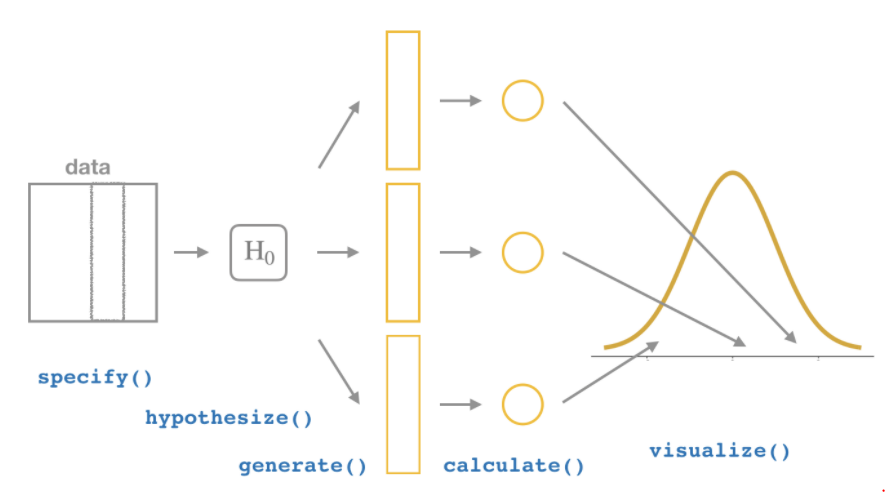 data
H₀
specify()
hypothesize()
generate()
calculate()
visualize()